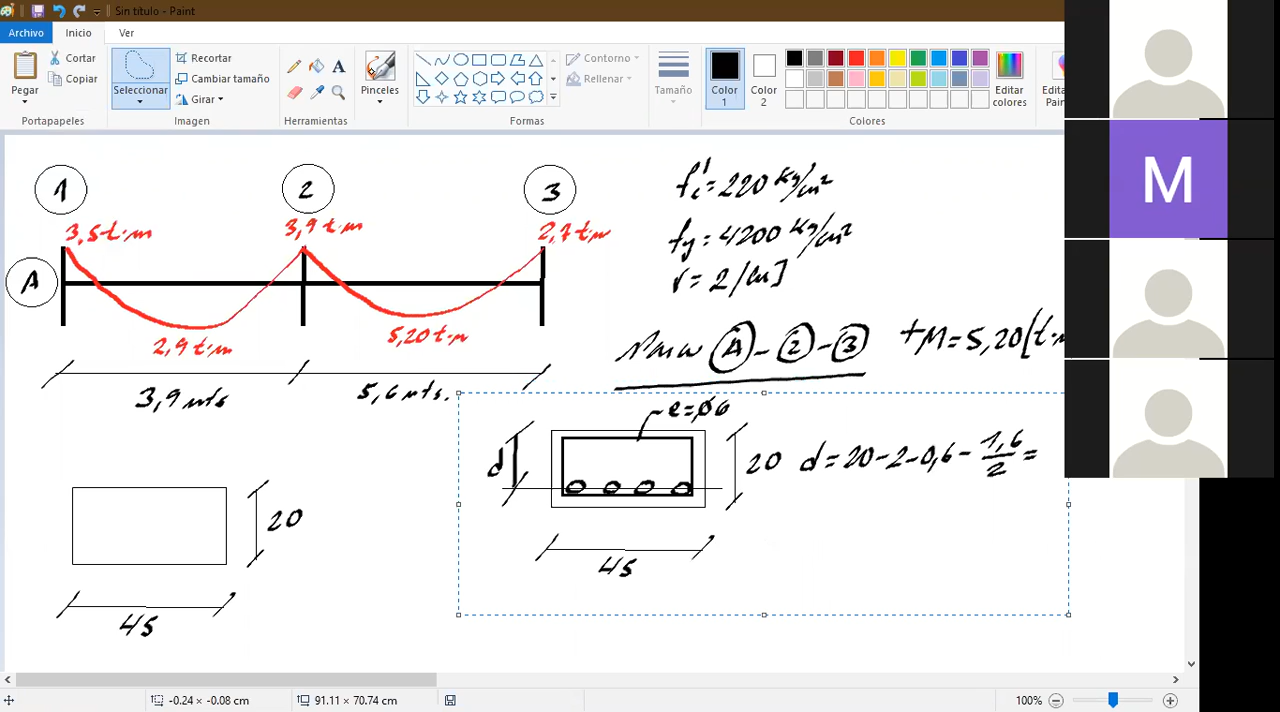 Sin título - Paint
Archivo Inicio Ver
Pegar
Cortar
Copiar
Portapapeles
Seleccionar
Recortar
Cambiar tamaño
Girar
Imagen
A
Herramientas
Pinceles
Contorno
Rellenar
Formas
Tamaño
Color 1
Color 2
Editar colores
Colores
M
1 2 3
3,5 t·m 3,9 t·m 2,7 t·m
A
2,9 t·m 5,20 t·m
3,9 mts 5,6 mts.
f'c = 220 kg/cm²
fy = 4200 kg/cm²
r = 2 [cm]
A - 2 - 3 +M = 5,20 [t·m
e = ϕ6
d 20 d = 20 - 2 - 0,6 - 1,6/2 =
45
20
45
-0.24 × -0.08 cm
91.11 × 70.74 cm
100%